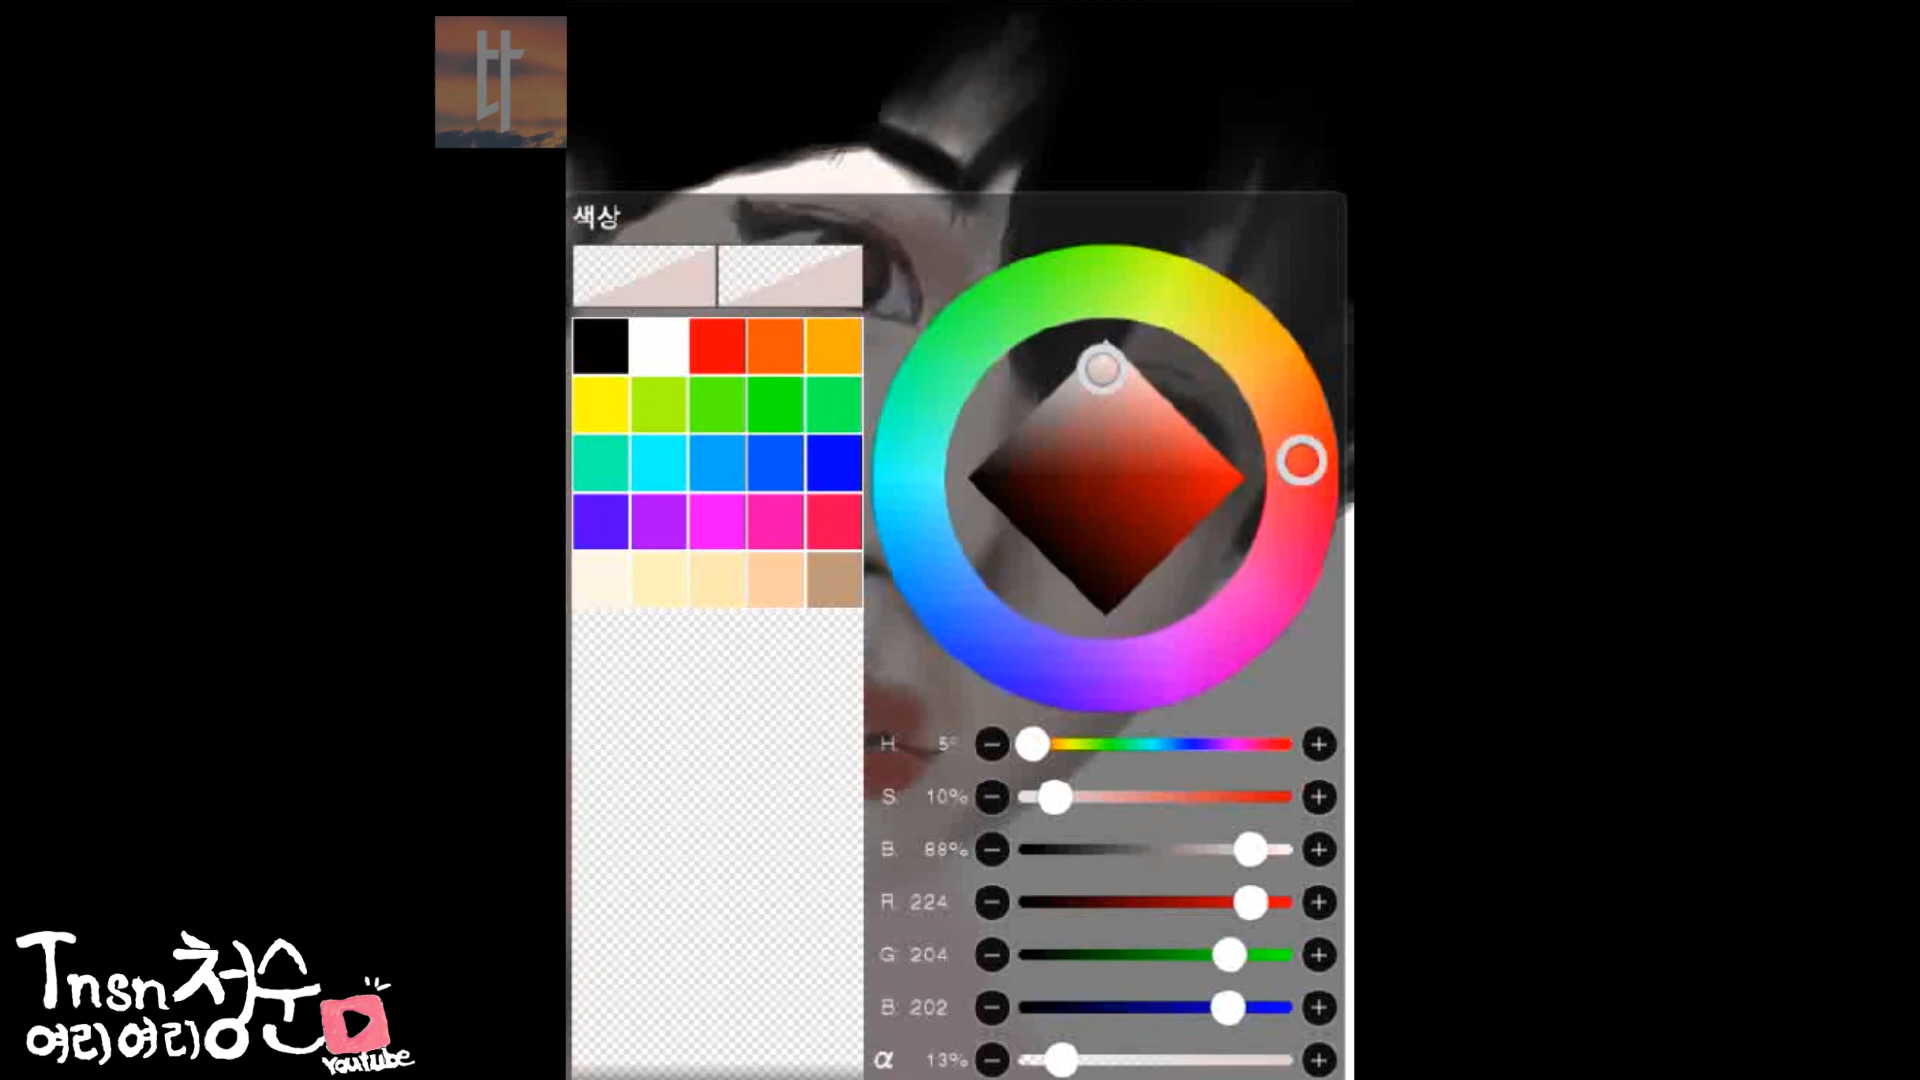 색상
H: 5°
S: 10%
B: 88%
R: 224
G: 204
B: 202
α 13%
Tnsn청순
여리여리
Youtube